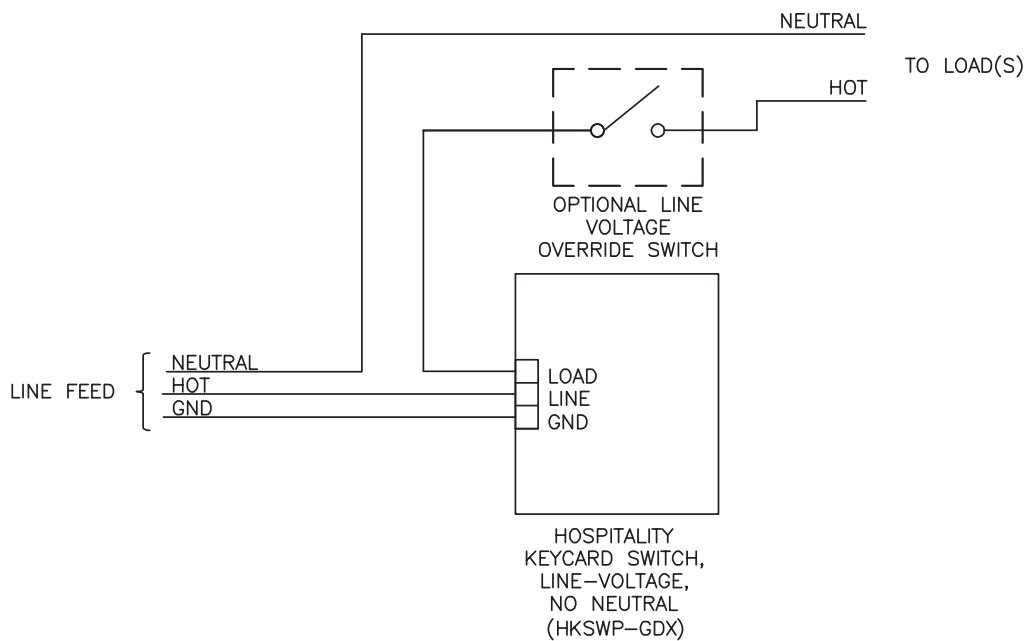 NEUTRAL
TO LOAD(S)
HOT
OPTIONAL LINE
VOLTAGE
OVERRIDE SWITCH
LINE FEED
NEUTRAL
HOT
GND
LOAD
LINE
GND
HOSPITALITY
KEYCARD SWITCH,
LINE-VOLTAGE,
NO NEUTRAL
(HKSWP-GDX)